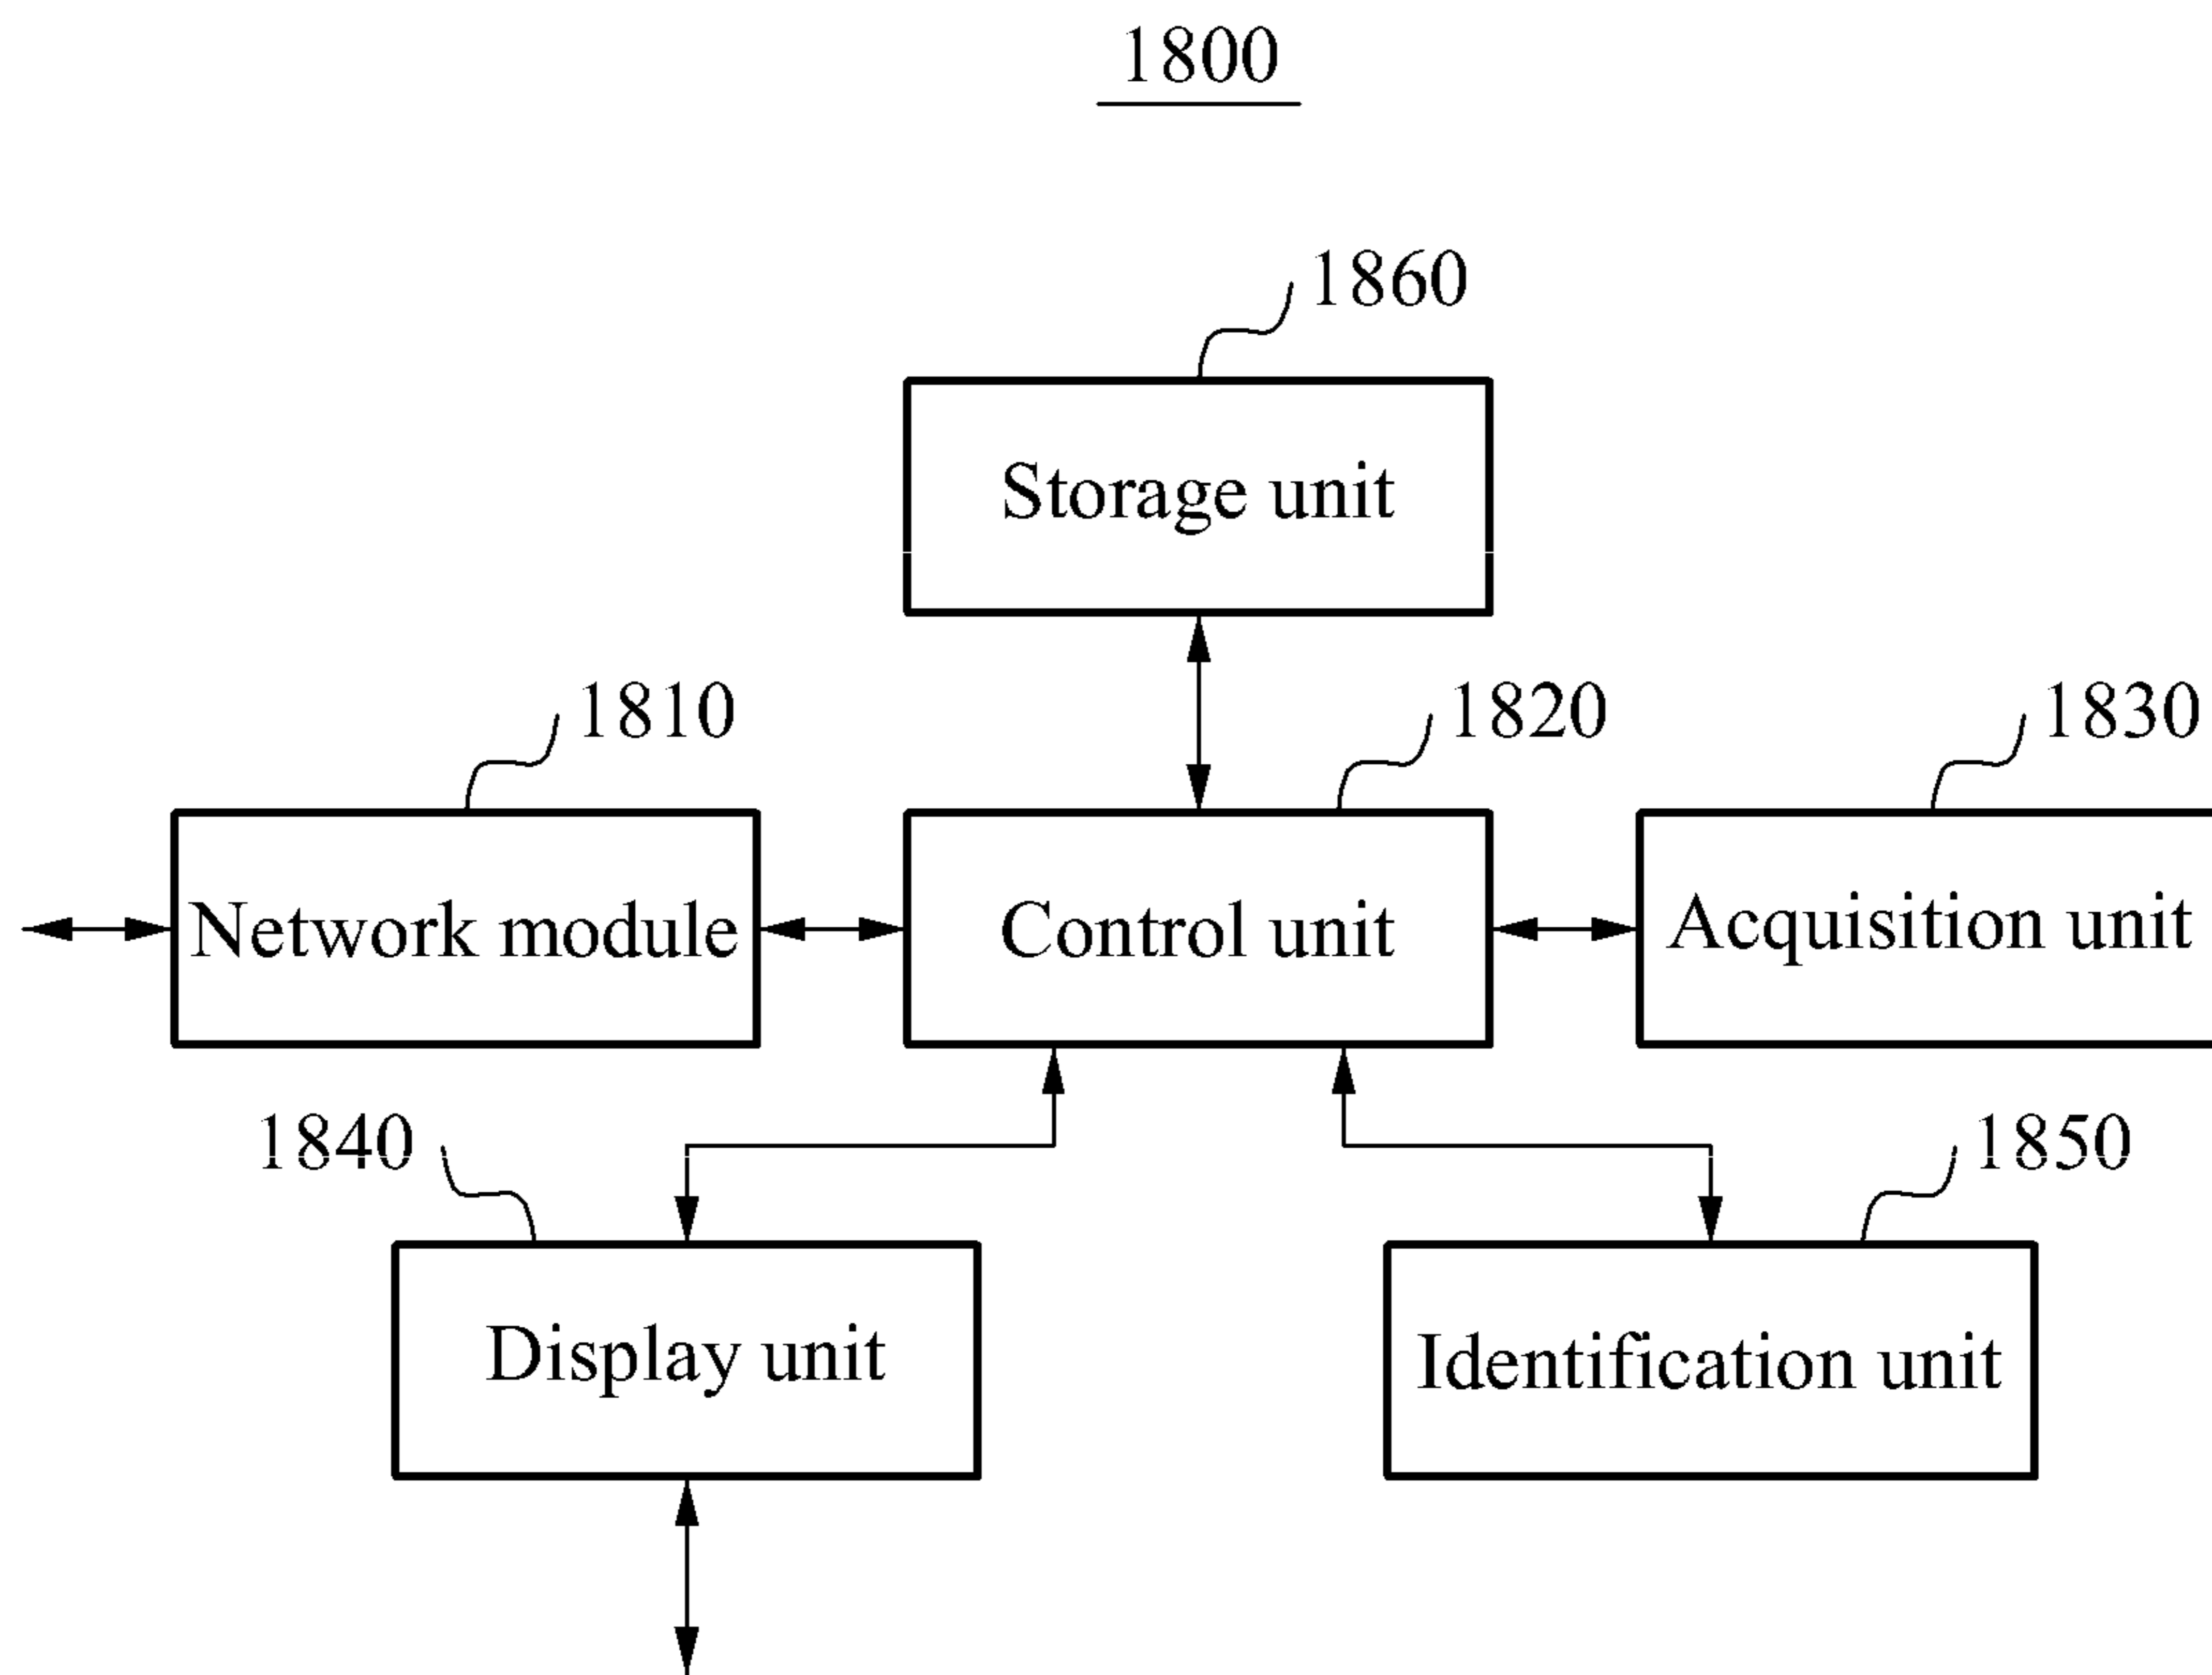 1800
1860
Storage unit
1810
1820
1830
Network module
Control unit
Acquisition unit
1840
1850
Display unit
Identification unit